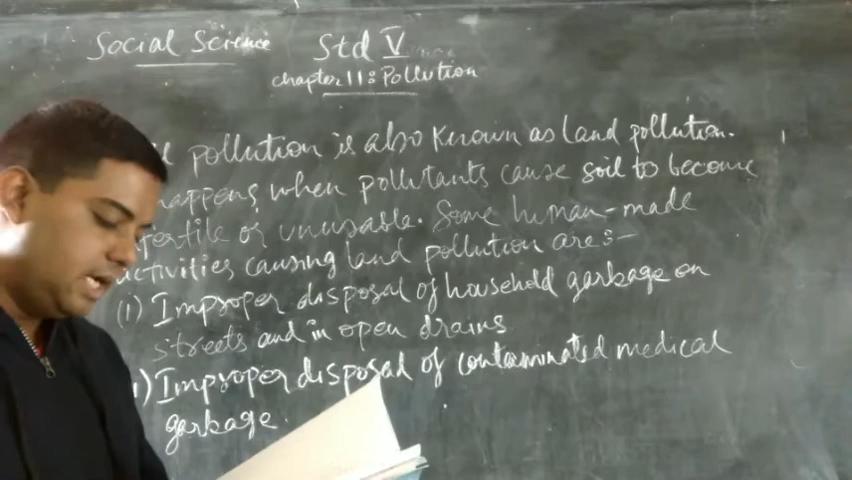 Social Science Std V
chapter 11: Pollution
pollution is also known as land pollution.
happens when pollutants cause soil to become
fertile or unusable. Some human-made
activities causing land pollution are:-
(i) Improper disposal of household garbage on
streets and in open drains
i) Improper disposal of contaminated medical
garbage.